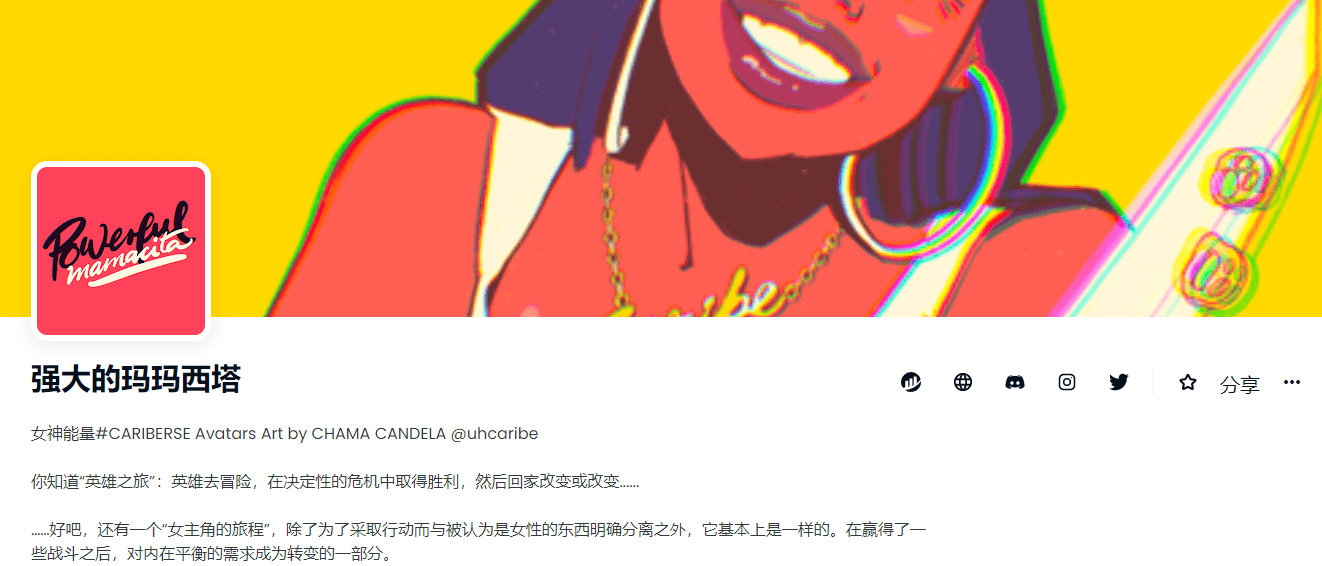 caribe
Powerful
mamacita
强大的玛玛西塔
分享
女神能量#CARIBERSE Avatars Art by CHAMA CANDELA @uhcaribe
你知道“英雄之旅”：英雄去冒险，在决定性的危机中取得胜利，然后回家改变或改变......
......好吧，还有一个“女主角的旅程”，除了为了采取行动而与被认为是女性的东西明确分离之外，它基本上是一样的。在赢得了一
些战斗之后，对内在平衡的需求成为转变的一部分。